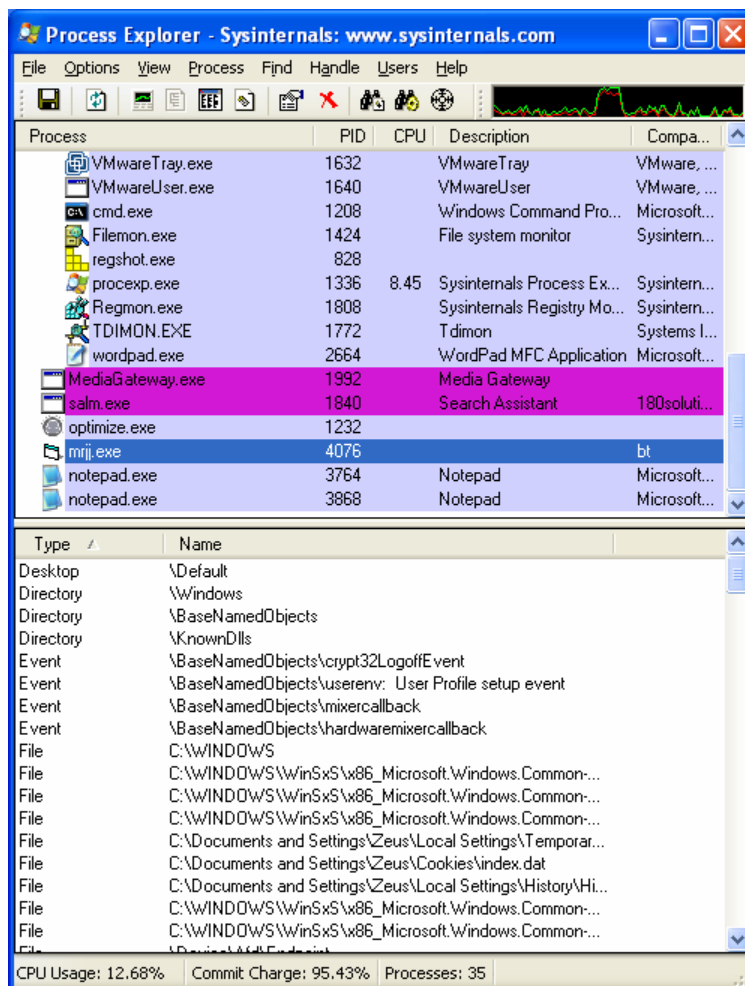 Process Explorer - Sysinternals: www.sysinternals.com
File Options View Process Find Handle Users Help
Process PID CPU Description Compa...
VMwareTray.exe 1632 VMwareTray VMware, ...
VMwareUser.exe 1640 VMwareUser VMware, ...
cmd.exe 1208 Windows Command Pro... Microsoft...
Filemon.exe 1424 File system monitor Sysintern...
regshot.exe 828
procexp.exe 1336 8.45 Sysinternals Process Ex... Sysintern...
Regmon.exe 1808 Sysinternals Registry Mo... Sysintern...
TDIMON.EXE 1772 Tdimon Systems I...
wordpad.exe 2664 WordPad MFC Application Microsoft...
MediaGateway.exe 1992 Media Gateway
salm.exe 1840 Search Assistant 180soluti...
optimize.exe 1232
mrjj.exe 4076 bt
notepad.exe 3764 Notepad Microsoft...
notepad.exe 3868 Notepad Microsoft...
Type Name
Desktop \Default
Directory \Windows
Directory \BaseNamedObjects
Directory \KnownDlls
Event \BaseNamedObjects\crypt32LogoffEvent
Event \BaseNamedObjects\userenv: User Profile setup event
Event \BaseNamedObjects\mixercallback
Event \BaseNamedObjects\hardwaremixercallback
File C:\WINDOWS
File C:\WINDOWS\WinSxS\x86_Microsoft.Windows.Common-...
File C:\WINDOWS\WinSxS\x86_Microsoft.Windows.Common-...
File C:\WINDOWS\WinSxS\x86_Microsoft.Windows.Common-...
File C:\Documents and Settings\Zeus\Local Settings\Temporar...
File C:\Documents and Settings\Zeus\Cookies\index.dat
File C:\Documents and Settings\Zeus\Local Settings\History\Hi...
File C:\WINDOWS\WinSxS\x86_Microsoft.Windows.Common-...
File C:\WINDOWS\WinSxS\x86_Microsoft.Windows.Common-...
File \Device\Afd\Endpoint
CPU Usage: 12.68% Commit Charge: 95.43% Processes: 35